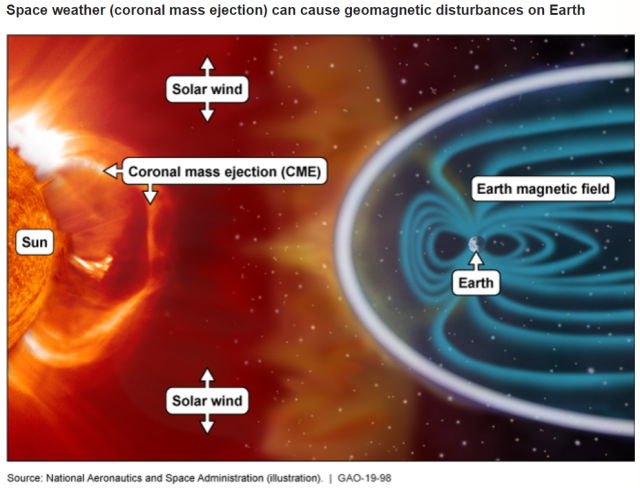 Space weather (coronal mass ejection) can cause geomagnetic disturbances on Earth
Solar wind
Coronal mass ejection (CME)
Earth magnetic field
Sun
Earth
Solar wind
Source: National Aeronautics and Space Administration (illustration). | GAO-19-98